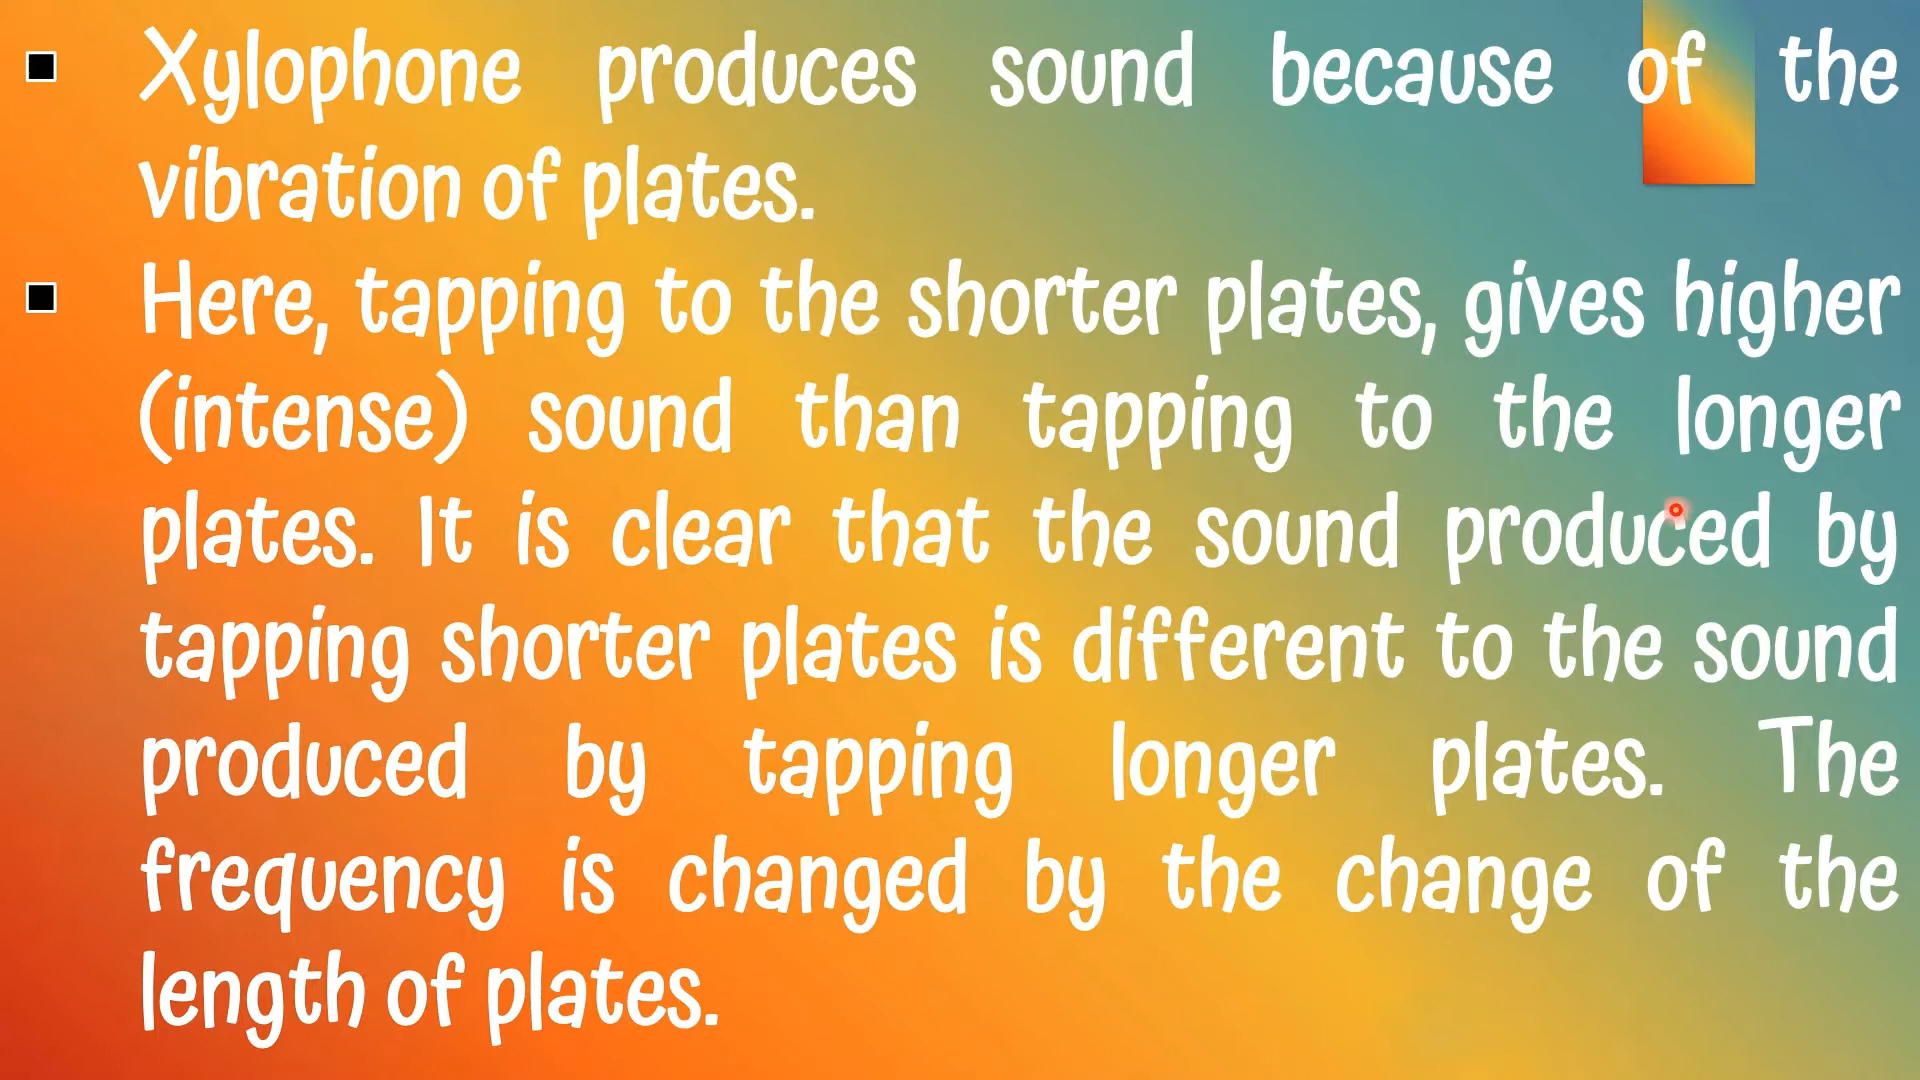 Xylophone produces sound because of the
vibration of plates.
Here, tapping to the shorter plates, gives higher
(intense) sound than tapping to the longer
plates. It is clear that the sound produced by
tapping shorter plates is different to the sound
produced by tapping longer plates. The
frequency is changed by the change of the
length of plates.